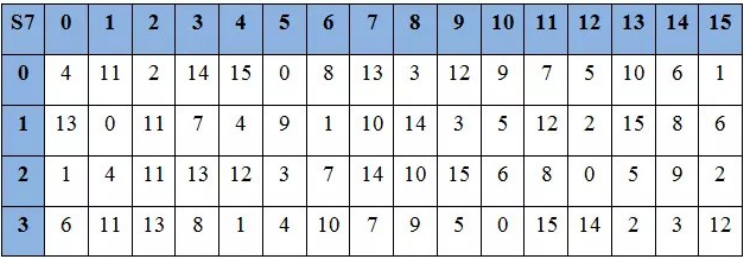 S7 0 1 2 3 4 5 6 7 8 9 10 11 12 13 14 15
0 4 11 2 14 15 0 8 13 3 12 9 7 5 10 6 1
1 13 0 11 7 4 9 1 10 14 3 5 12 2 15 8 6
2 1 4 11 13 12 3 7 14 10 15 6 8 0 5 9 2
3 6 11 13 8 1 4 10 7 9 5 0 15 14 2 3 12